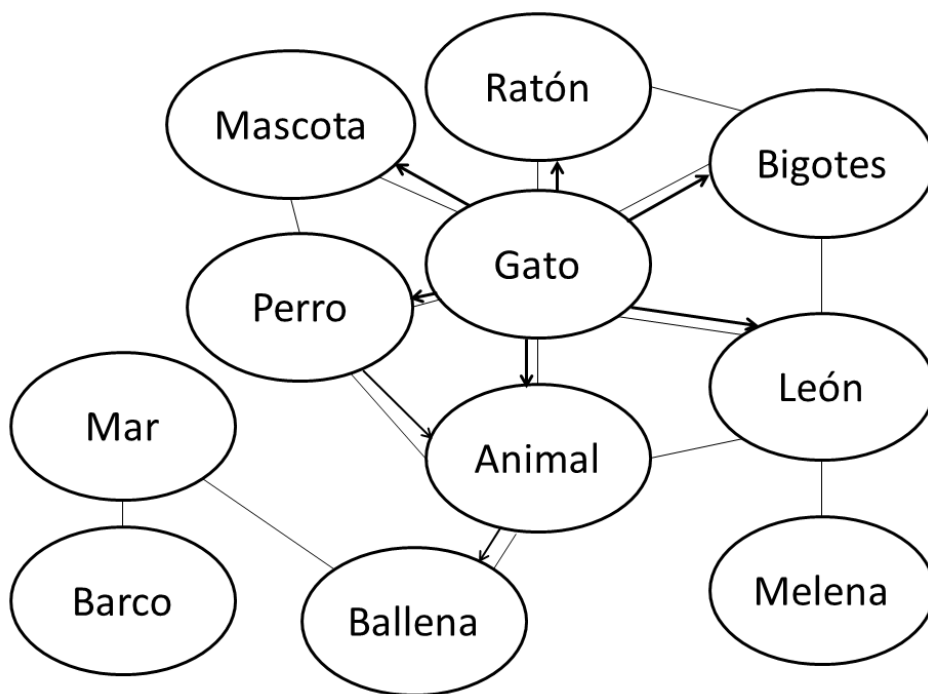 Ratón
Mascota
Bigotes
Gato
Perro
León
Mar
Animal
Barco
Ballena
Melena